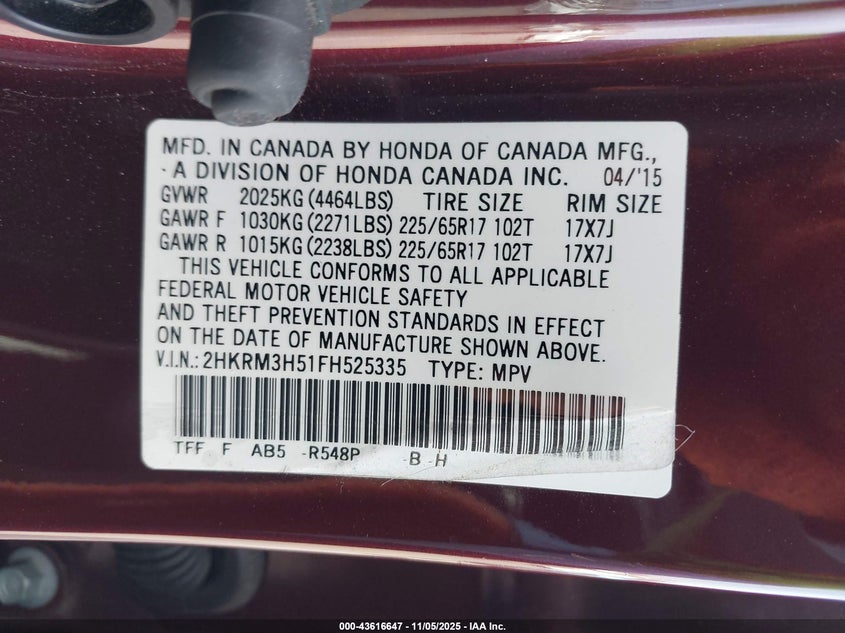 MFD. IN CANADA BY HONDA OF CANADA MFG.,
- A DIVISION OF HONDA CANADA INC. 04/'15
GVWR 2025KG (4464LBS) TIRE SIZE RIM SIZE
GAWR F 1030KG (2271LBS) 225/65R17 102T 17X7J
GAWR R 1015KG (2238LBS) 225/65R17 102T 17X7J
THIS VEHICLE CONFORMS TO ALL APPLICABLE
FEDERAL MOTOR VEHICLE SAFETY
AND THEFT PREVENTION STANDARDS IN EFFECT
ON THE DATE OF MANUFACTURE SHOWN ABOVE.
V.I.N.: 2HKRM3H51FH525335 TYPE: MPV
TFF F AB5 -R548P -B -H
000-43616647 - 11/05/2025 - IAA Inc.